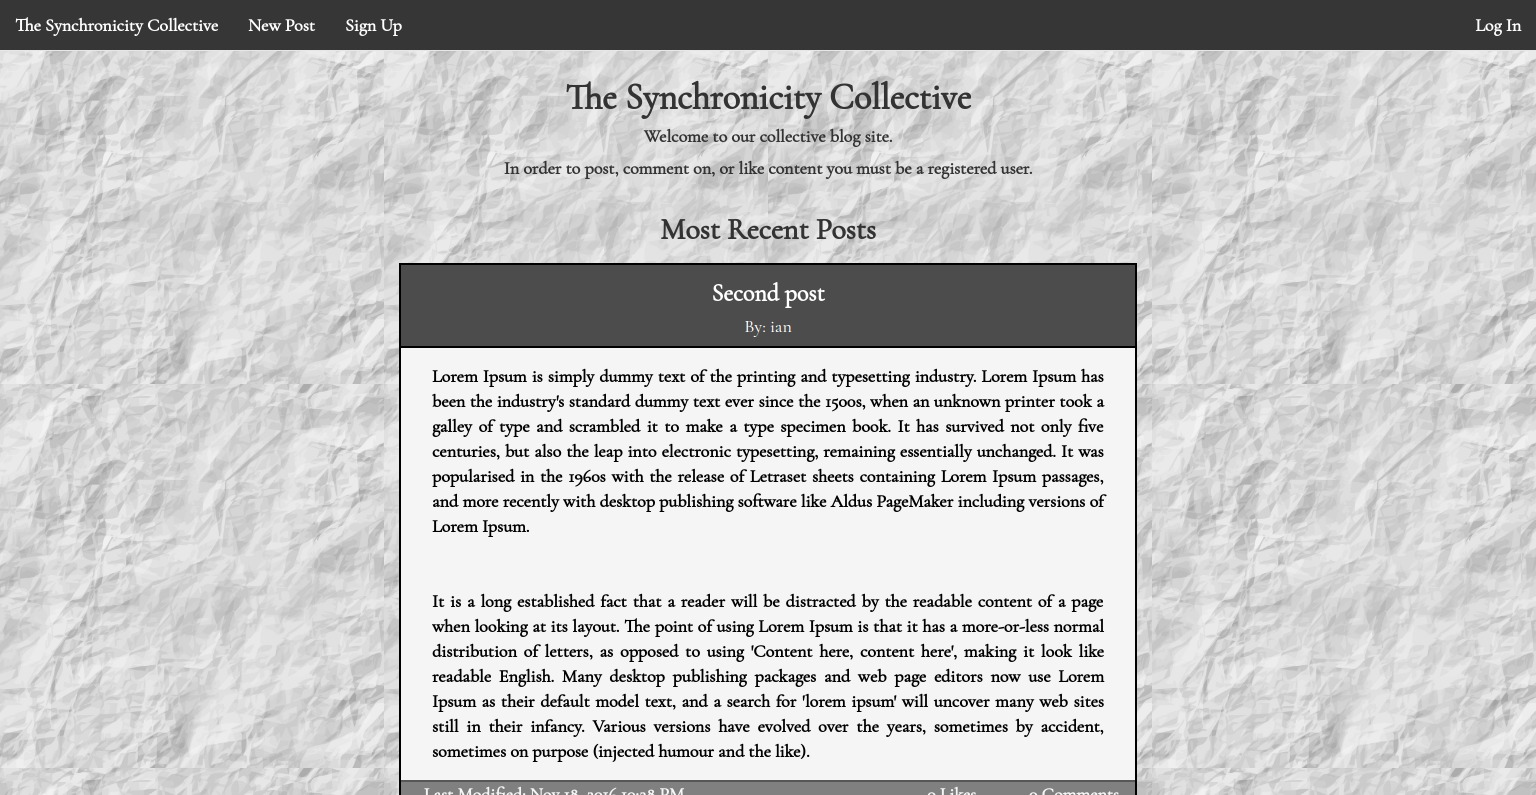 The Synchronicity Collective New Post Sign Up Log In
The Synchronicity Collective
Welcome to our collective blog site.
In order to post, comment on, or like content you must be a registered user.
Most Recent Posts
Second post
By: ian
Lorem Ipsum is simply dummy text of the printing and typesetting industry. Lorem Ipsum has
been the industry's standard dummy text ever since the 1500s, when an unknown printer took a
galley of type and scrambled it to make a type specimen book. It has survived not only five
centuries, but also the leap into electronic typesetting, remaining essentially unchanged. It was
popularised in the 1960s with the release of Letraset sheets containing Lorem Ipsum passages,
and more recently with desktop publishing software like Aldus PageMaker including versions of
Lorem Ipsum.
It is a long established fact that a reader will be distracted by the readable content of a page
when looking at its layout. The point of using Lorem Ipsum is that it has a more-or-less normal
distribution of letters, as opposed to using 'Content here, content here', making it look like
readable English. Many desktop publishing packages and web page editors now use Lorem
Ipsum as their default model text, and a search for 'lorem ipsum' will uncover many web sites
still in their infancy. Various versions have evolved over the years, sometimes by accident,
sometimes on purpose (injected humour and the like).
Last Modified: Nov 18, 2016 10:28 PM 0 Likes 0 Comments